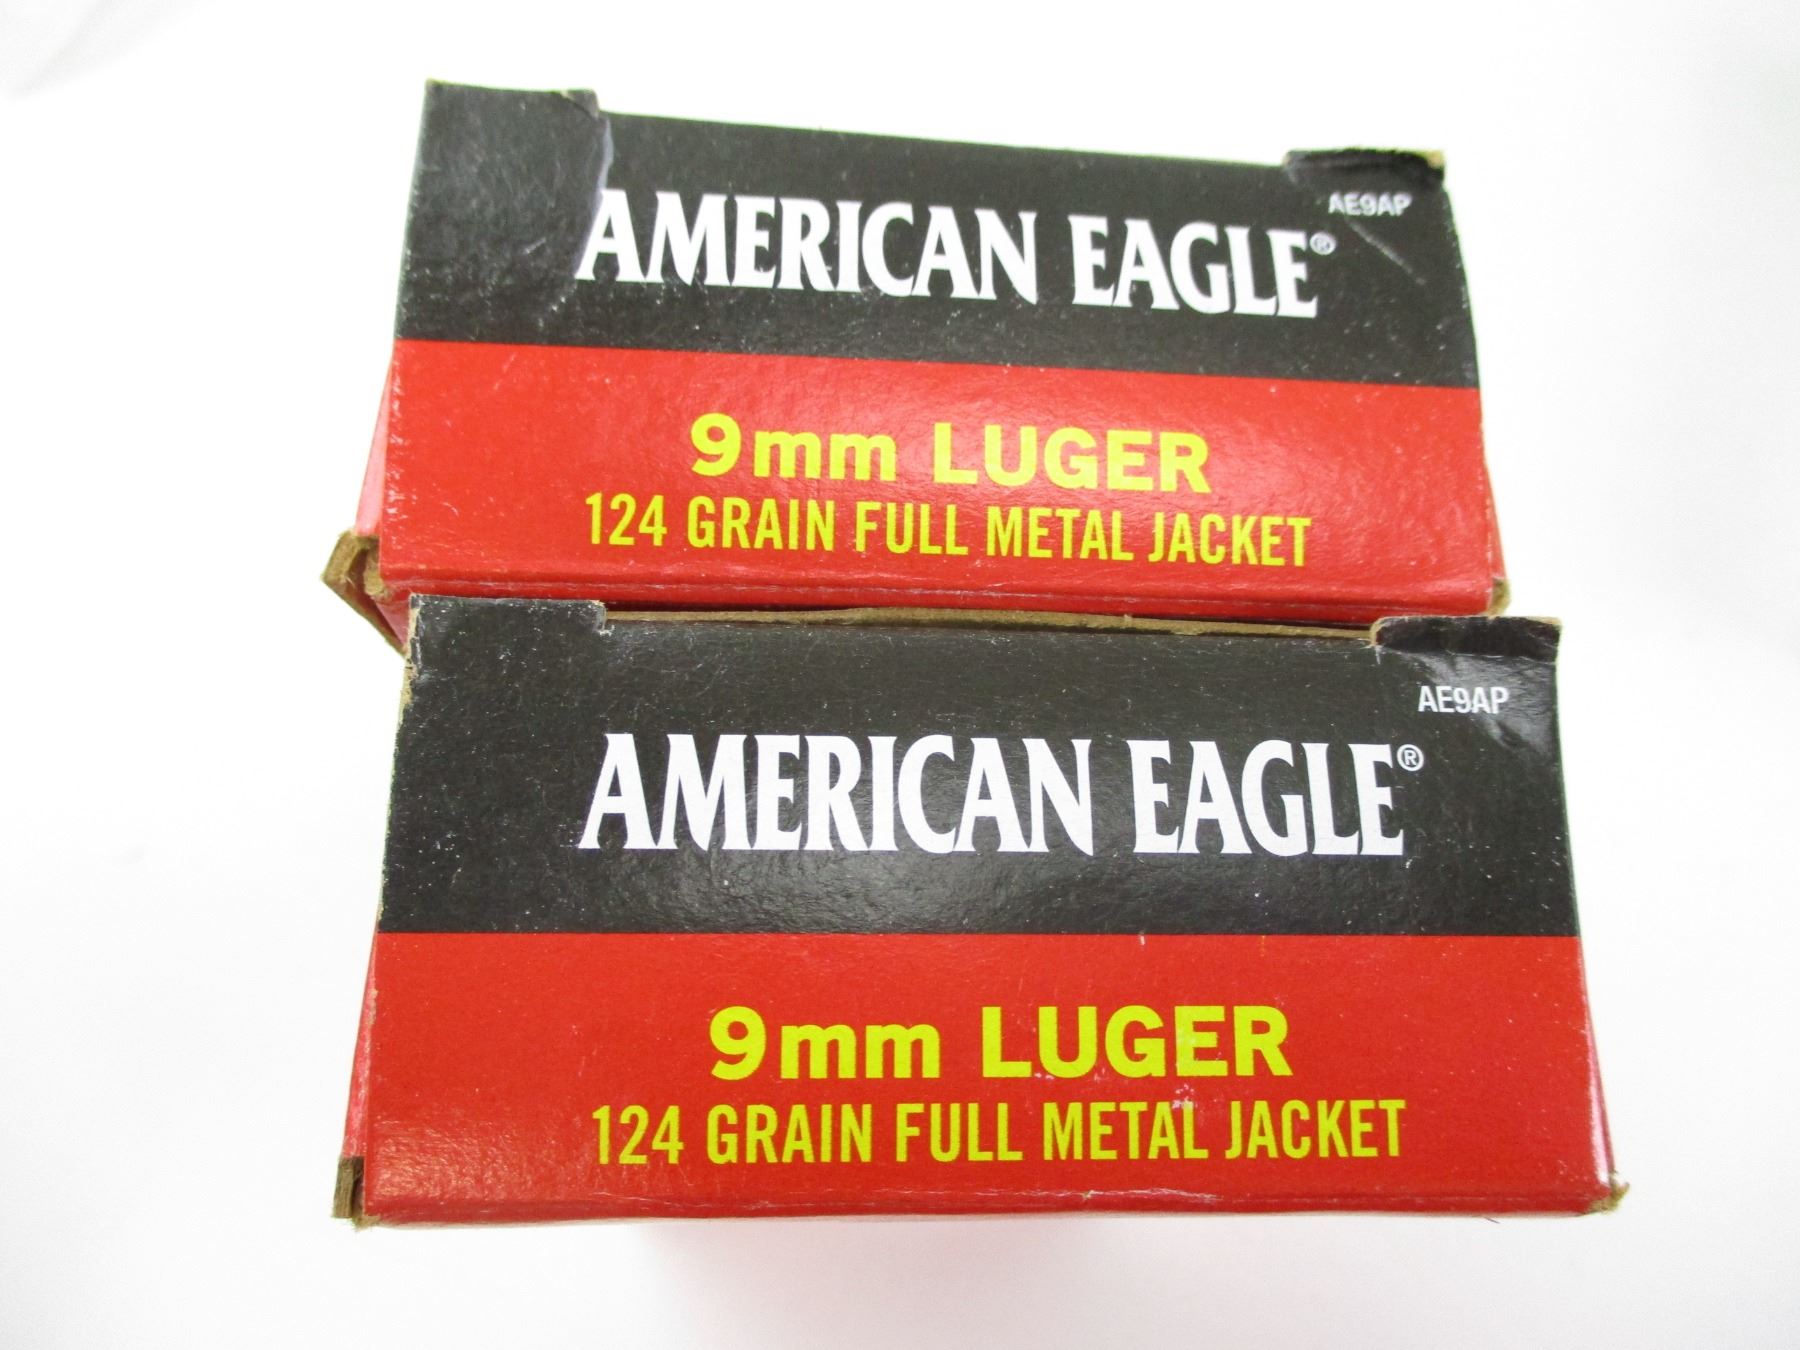 AE9AP
AMERICAN EAGLE®
9mm LUGER
124 GRAIN FULL METAL JACKET
AE9AP
AMERICAN EAGLE®
9mm LUGER
124 GRAIN FULL METAL JACKET